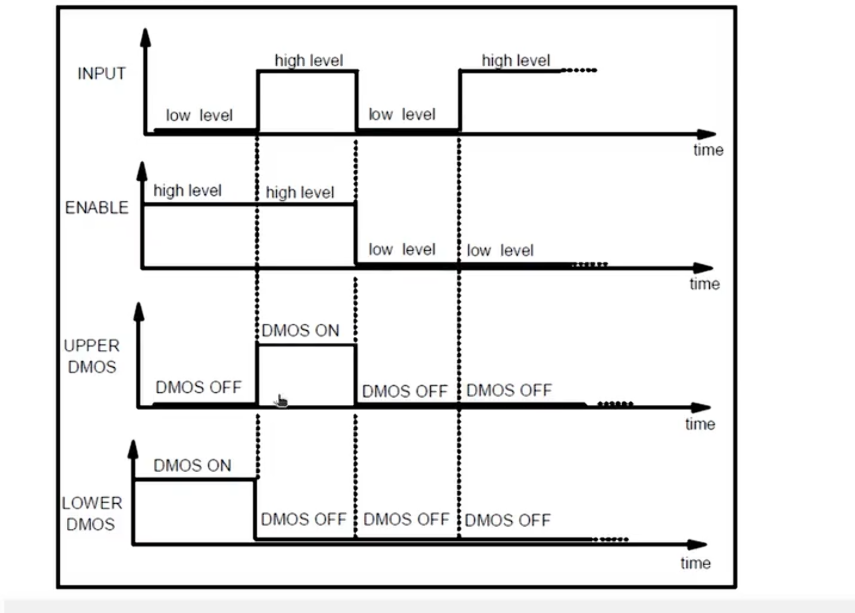 INPUT
low level
high level
low level
high level
time
ENABLE
high level
high level
low level
low level
time
UPPER
DMOS
DMOS OFF
DMOS ON
DMOS OFF
DMOS OFF
time
LOWER
DMOS
DMOS ON
DMOS OFF
DMOS OFF
DMOS OFF
time